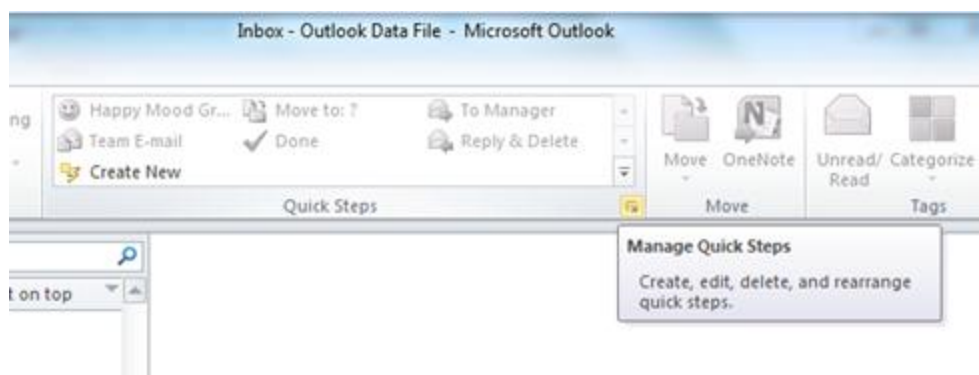 Inbox - Outlook Data File - Microsoft Outlook
ng
Happy Mood Gr... Move to: ? To Manager
Team E-mail Done Reply & Delete
Create New
Move OneNote Unread/ Read Categorize
Quick Steps Move Tags
Manage Quick Steps
Create, edit, delete, and rearrange
quick steps.
t on top